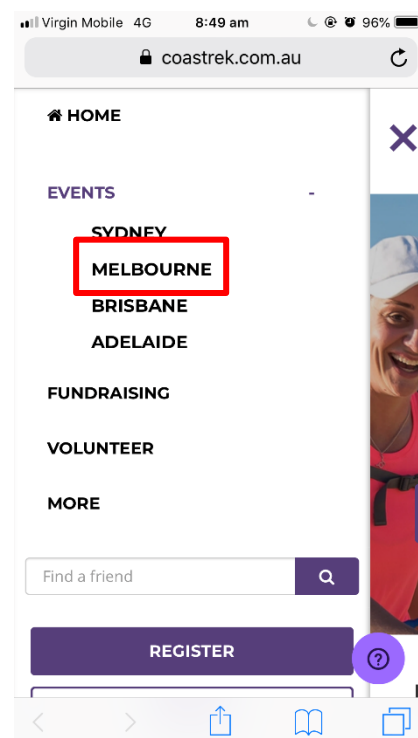 Virgin Mobile 4G 8:49 am 96%
coastrek.com.au
HOME
EVENTS -
SYDNEY
MELBOURNE
BRISBANE
ADELAIDE
FUNDRAISING
VOLUNTEER
MORE
Find a friend
REGISTER